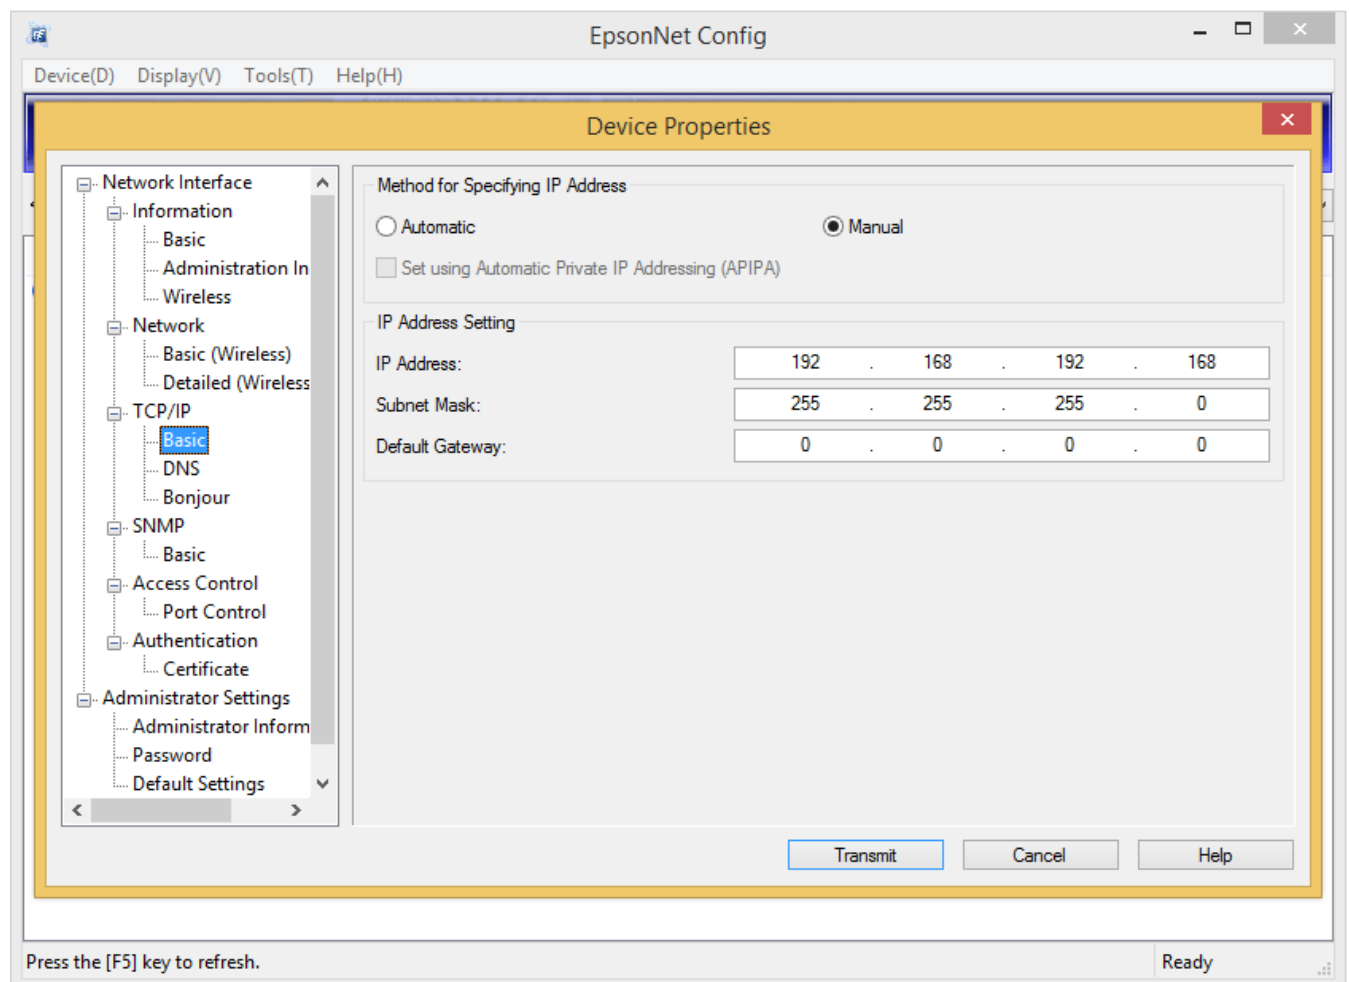 EpsonNet Config
Device(D) Display(V) Tools(T) Help(H)
Device Properties
Network Interface
Information
Basic
Administration In
Wireless
Network
Basic (Wireless)
Detailed (Wireless
TCP/IP
Basic
DNS
Bonjour
SNMP
Basic
Access Control
Port Control
Authentication
Certificate
Administrator Settings
Administrator Inform
Password
Default Settings
Method for Specifying IP Address
Automatic Manual
Set using Automatic Private IP Addressing (APIPA)
IP Address Setting
IP Address: 192 . 168 . 192 . 168
Subnet Mask: 255 . 255 . 255 . 0
Default Gateway: 0 . 0 . 0 . 0
Transmit Cancel Help
Press the [F5] key to refresh. Ready